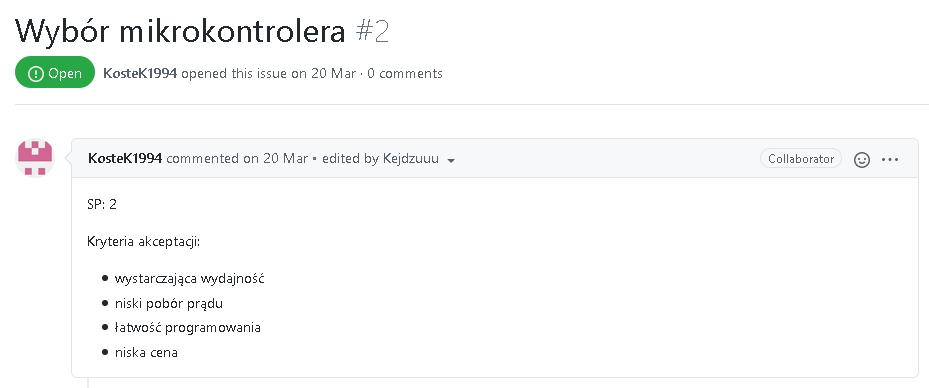 Wybór mikrokontrolera #2
Open KosteK1994 opened this issue on 20 Mar · 0 comments
KosteK1994 commented on 20 Mar • edited by Kejdzuuu Collaborator
SP: 2
Kryteria akceptacji:
• wystarczająca wydajność
• niski pobór prądu
• łatwość programowania
• niska cena